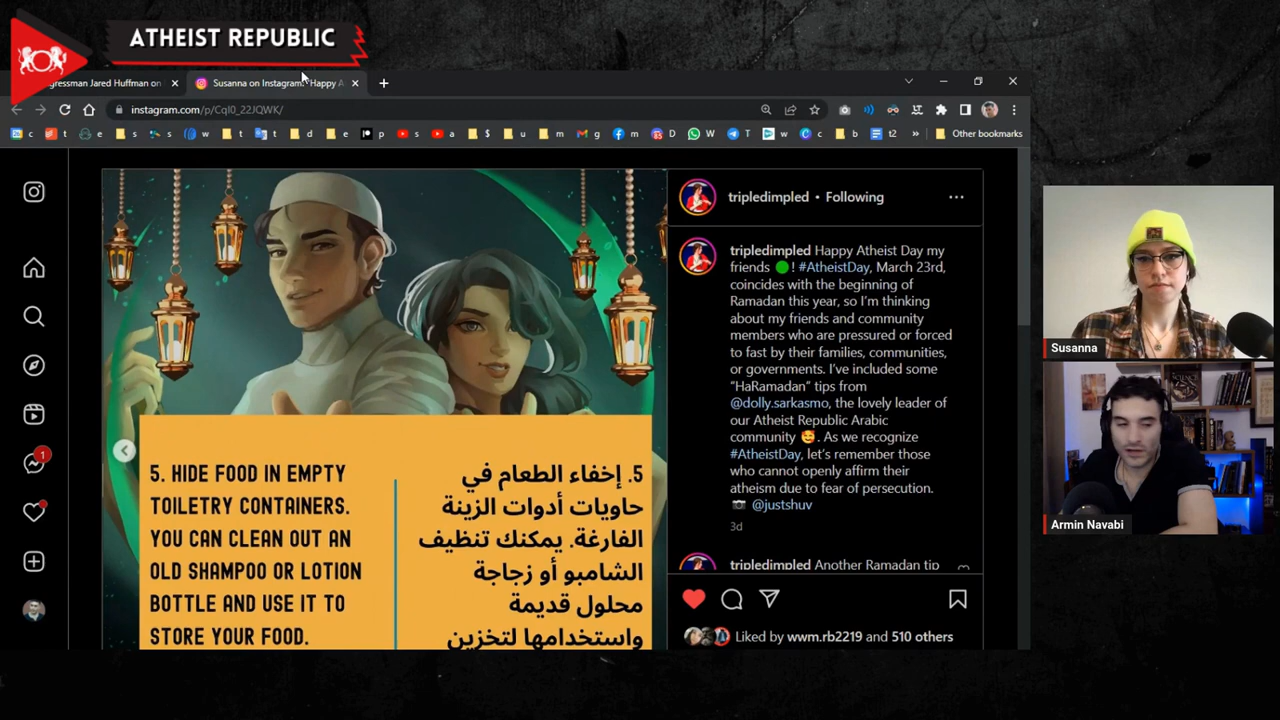 ATHEIST REPUBLIC
gressman Jared Huffman on
Susanna on Instagram: "Happy A
instagram.com/p/CqI0_22JQWK/
c t e s s w t t d e p s a $ u m g m D W T w c b t2 » Other bookmarks
tripledimpled • Following
tripledimpled Happy Atheist Day my
friends ! #AtheistDay, March 23rd,
coincides with the beginning of
Ramadan this year, so I'm thinking
about my friends and community
members who are pressured or forced
to fast by their families, communities,
or governments. I've included some
"HaRamadan" tips from
@dolly.sarkasmo, the lovely leader of
our Atheist Republic Arabic
community 🥰. As we recognize
#AtheistDay, let's remember those
who cannot openly affirm their
atheism due to fear of persecution.
📷 @justshuv
3d
tripledimpled Another Ramadan tip
Liked by wwm.rb2219 and 510 others
1
5. HIDE FOOD IN EMPTY
TOILETRY CONTAINERS.
YOU CAN CLEAN OUT AN
OLD SHAMPOO OR LOTION
BOTTLE AND USE IT TO
STORE YOUR FOOD.
5. إخفاء الطعام في
حاويات أدوات الزينة
الفارغة. يمكنك تنظيف
الشامبو أو زجاجة
محلول قديمة
واستخدامها لتخزين
Susanna
Armin Navabi